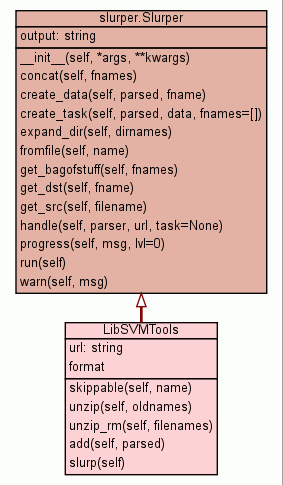 slurper.Slurper
output: string
__init__(self, *args, **kwargs)
concat(self, fnames)
create_data(self, parsed, fname)
create_task(self, parsed, data, fnames=[])
expand_dir(self, dirnames)
fromfile(self, name)
get_bagofstuff(self, fnames)
get_dst(self, fname)
get_src(self, filename)
handle(self, parser, url, task=None)
progress(self, msg, lvl=0)
run(self)
warn(self, msg)
LibSVMTools
url: string
format
skippable(self, name)
unzip(self, oldnames)
unzip_rm(self, filenames)
add(self, parsed)
slurp(self)